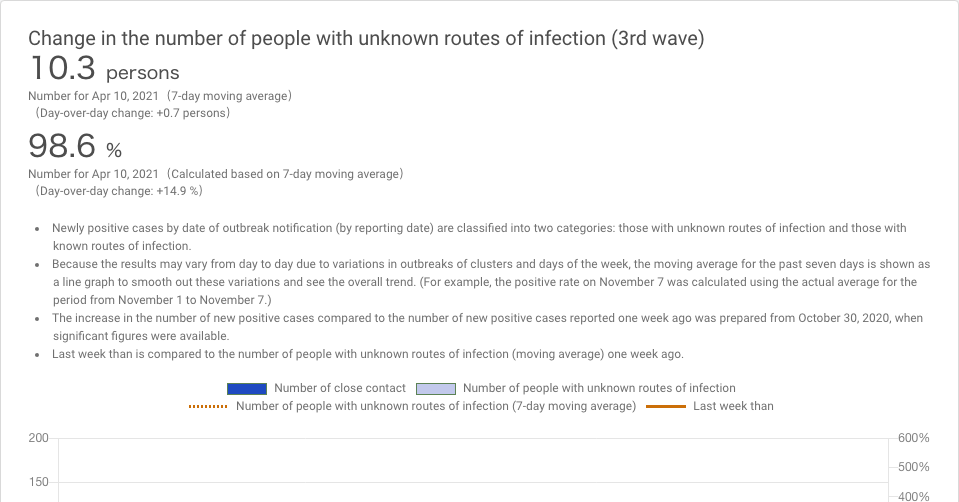 Change in the number of people with unknown routes of infection (3rd wave)
10.3 persons
Number for Apr 10, 2021（7-day moving average）
（Day-over-day change: +0.7 persons）
98.6 %
Number for Apr 10, 2021（Calculated based on 7-day moving average）
（Day-over-day change: +14.9 %）
• Newly positive cases by date of outbreak notification (by reporting date) are classified into two categories: those with unknown routes of infection and those with
known routes of infection.
• Because the results may vary from day to day due to variations in outbreaks of clusters and days of the week, the moving average for the past seven days is shown as
a line graph to smooth out these variations and see the overall trend. (For example, the positive rate on November 7 was calculated using the actual average for the
period from November 1 to November 7.)
• The increase in the number of new positive cases compared to the number of new positive cases reported one week ago was prepared from October 30, 2020, when
significant figures were available.
• Last week than is compared to the number of people with unknown routes of infection (moving average) one week ago.
Number of close contact Number of people with unknown routes of infection
Number of people with unknown routes of infection (7-day moving average) Last week than
200 600%
500%
150
400%